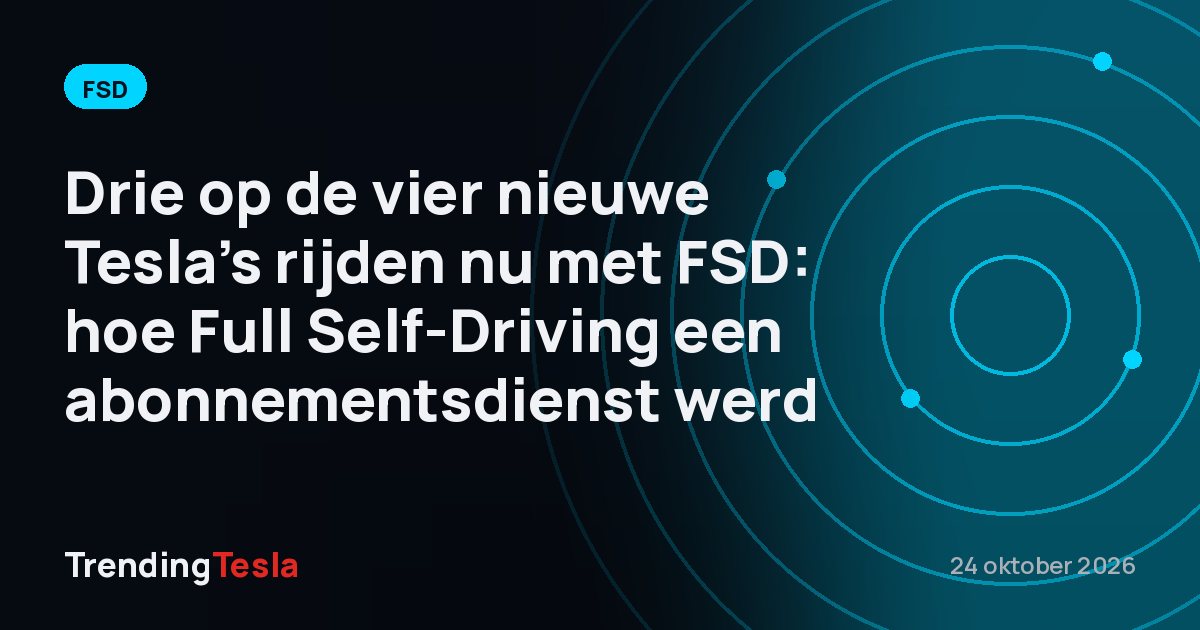 FSD
Drie op de vier nieuwe
Tesla’s rijden nu met FSD:
hoe Full Self-Driving een
abonnementsdienst werd
TrendingTesla
24 oktober 2026